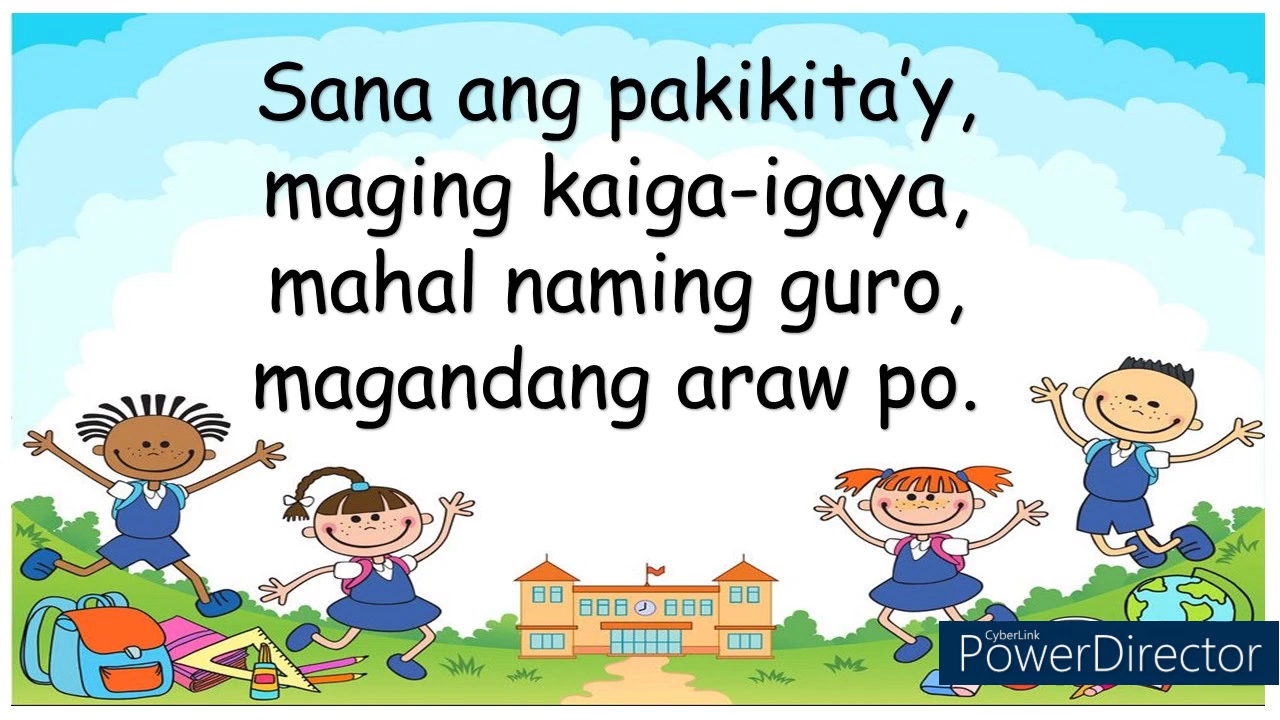 Sana ang pakikita’y,
maging kaiga-igaya,
mahal naming guro,
magandang araw po.
CyberLink
PowerDirector